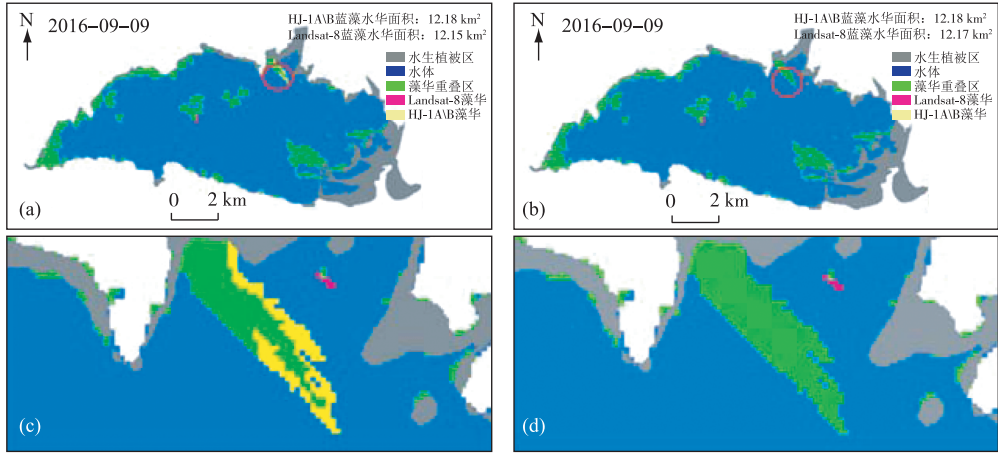 N
2016-09-09
HJ-1A\B蓝藻水华面积：12.18 km²
Landsat-8蓝藻水华面积：12.15 km²
水生植被区
水体
藻华重叠区
Landsat-8藻华
HJ-1A\B藻华
0 2 km
(a)
N
2016-09-09
HJ-1A\B蓝藻水华面积：12.18 km²
Landsat-8蓝藻水华面积：12.17 km²
水生植被区
水体
藻华重叠区
Landsat-8藻华
HJ-1A\B藻华
0 2 km
(b)
(c)
(d)